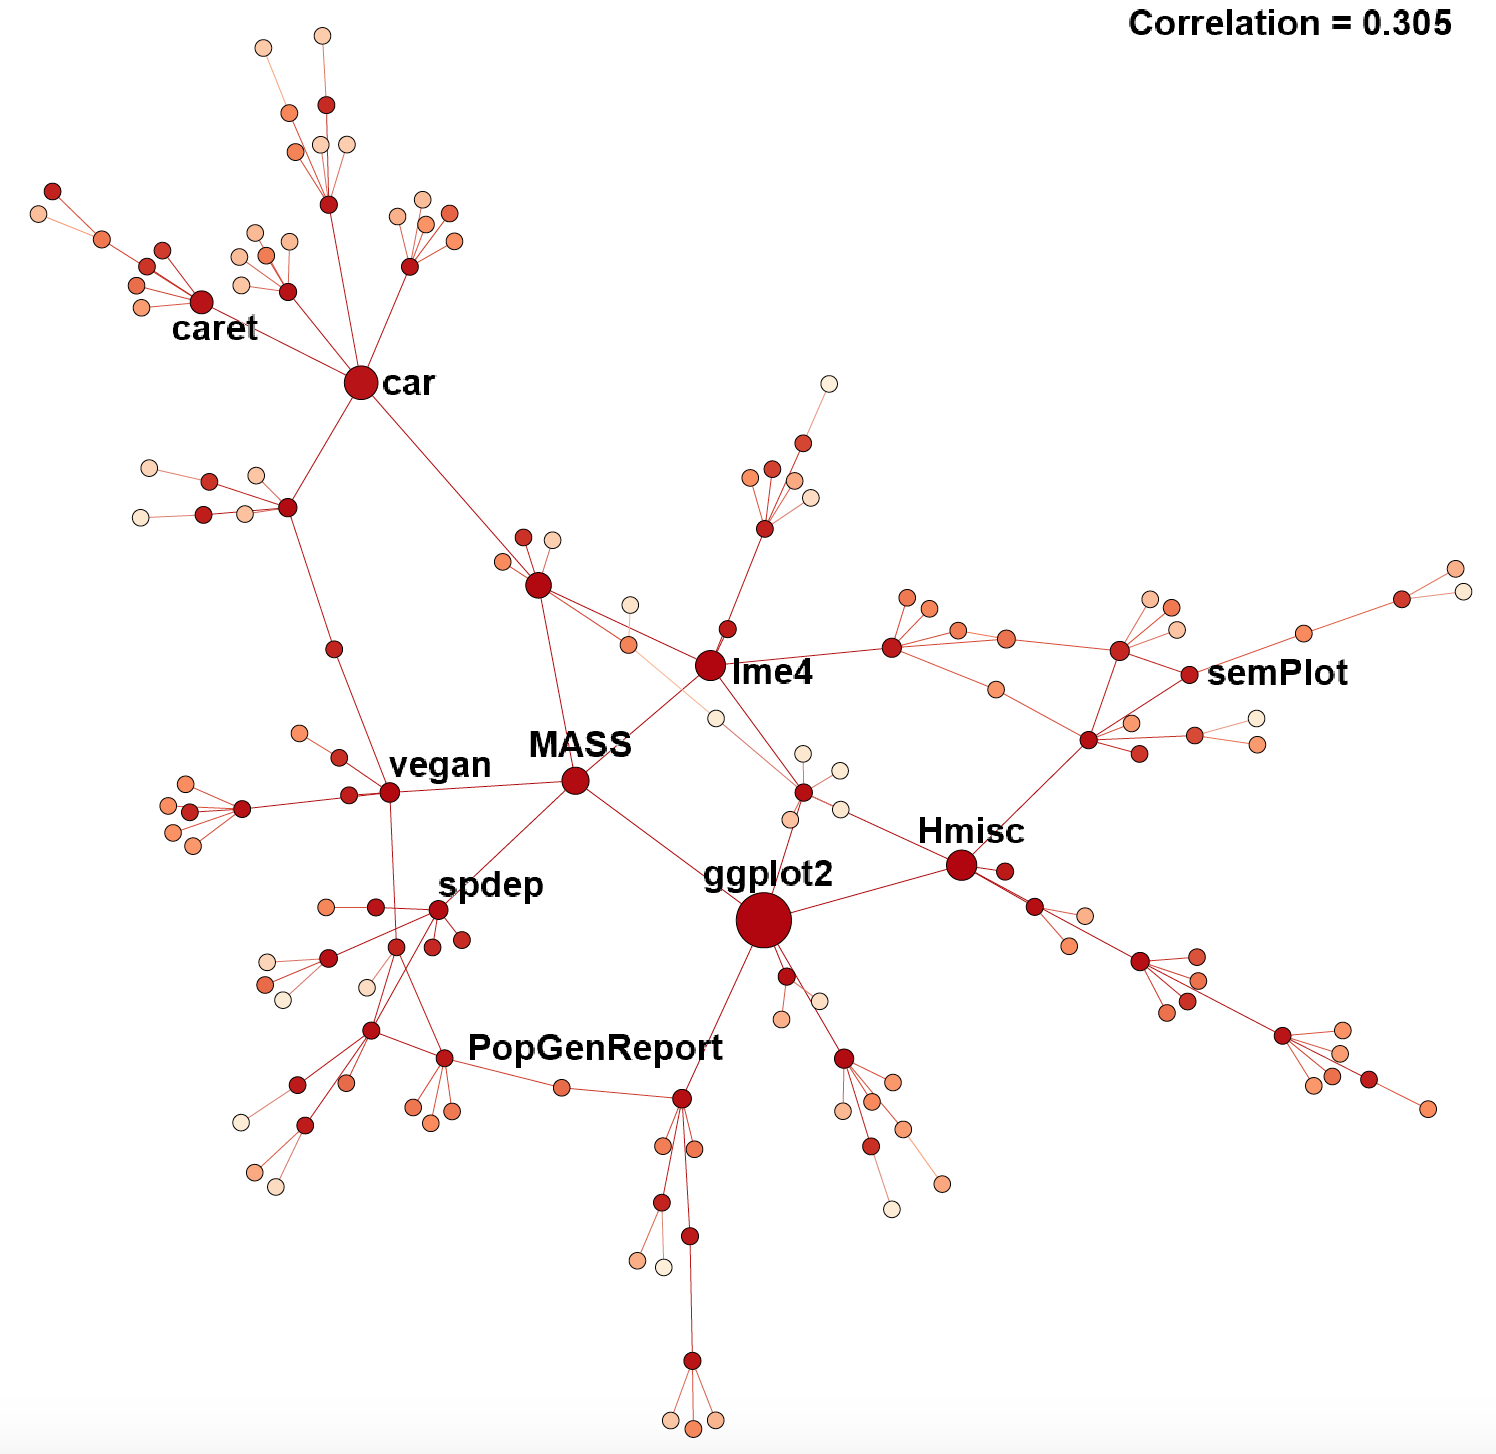 Correlation = 0.305
caret
car
lme4
semPlot
MASS
vegan
Hmisc
ggplot2
spdep
PopGenReport